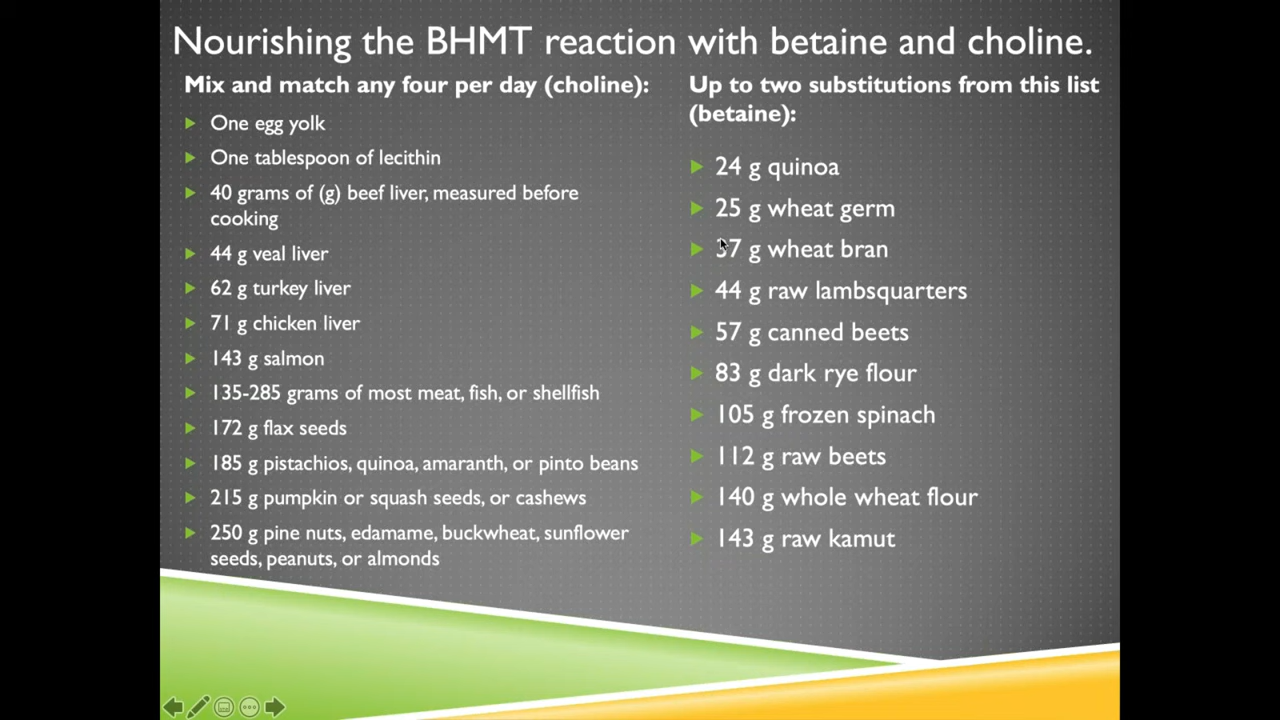 Nourishing the BHMT reaction with betaine and choline.
Mix and match any four per day (choline):
One egg yolk
One tablespoon of lecithin
40 grams of (g) beef liver, measured before
cooking
44 g veal liver
62 g turkey liver
71 g chicken liver
143 g salmon
135-285 grams of most meat, fish, or shellfish
172 g flax seeds
185 g pistachios, quinoa, amaranth, or pinto beans
215 g pumpkin or squash seeds, or cashews
250 g pine nuts, edamame, buckwheat, sunflower
seeds, peanuts, or almonds
Up to two substitutions from this list
(betaine):
24 g quinoa
25 g wheat germ
37 g wheat bran
44 g raw lambsquarters
57 g canned beets
83 g dark rye flour
105 g frozen spinach
112 g raw beets
140 g whole wheat flour
143 g raw kamut